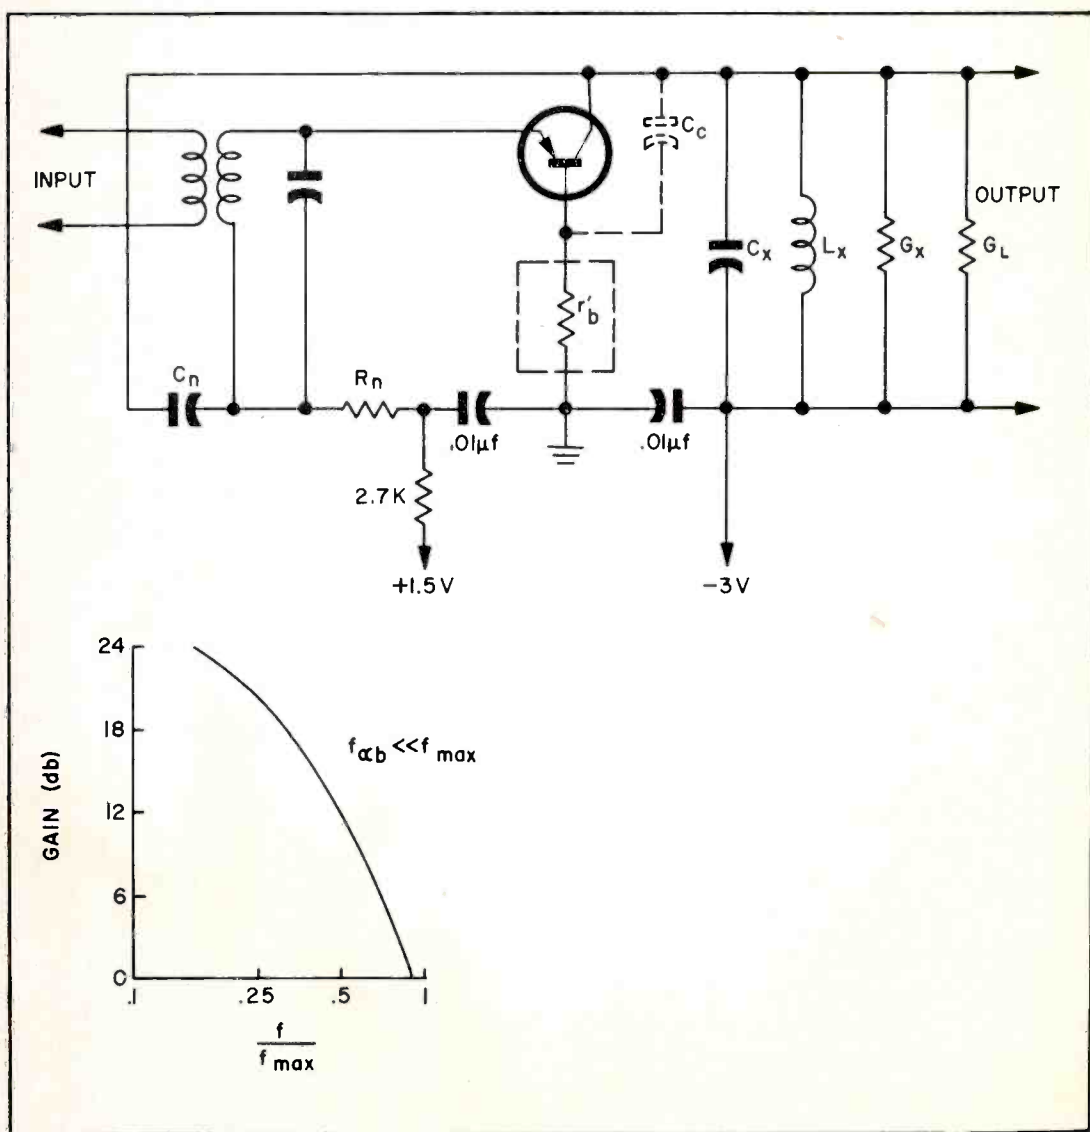 INPUT
OUTPUT
C_c
C_x
L_x
G_x
G_L
r'_b
C_n
R_n
.01μf
.01μf
2.7K
+1.5V
-3V
GAIN (db)
24
18
12
6
0
f_αb << f_max
.1
.25
.5
1
f
f_max